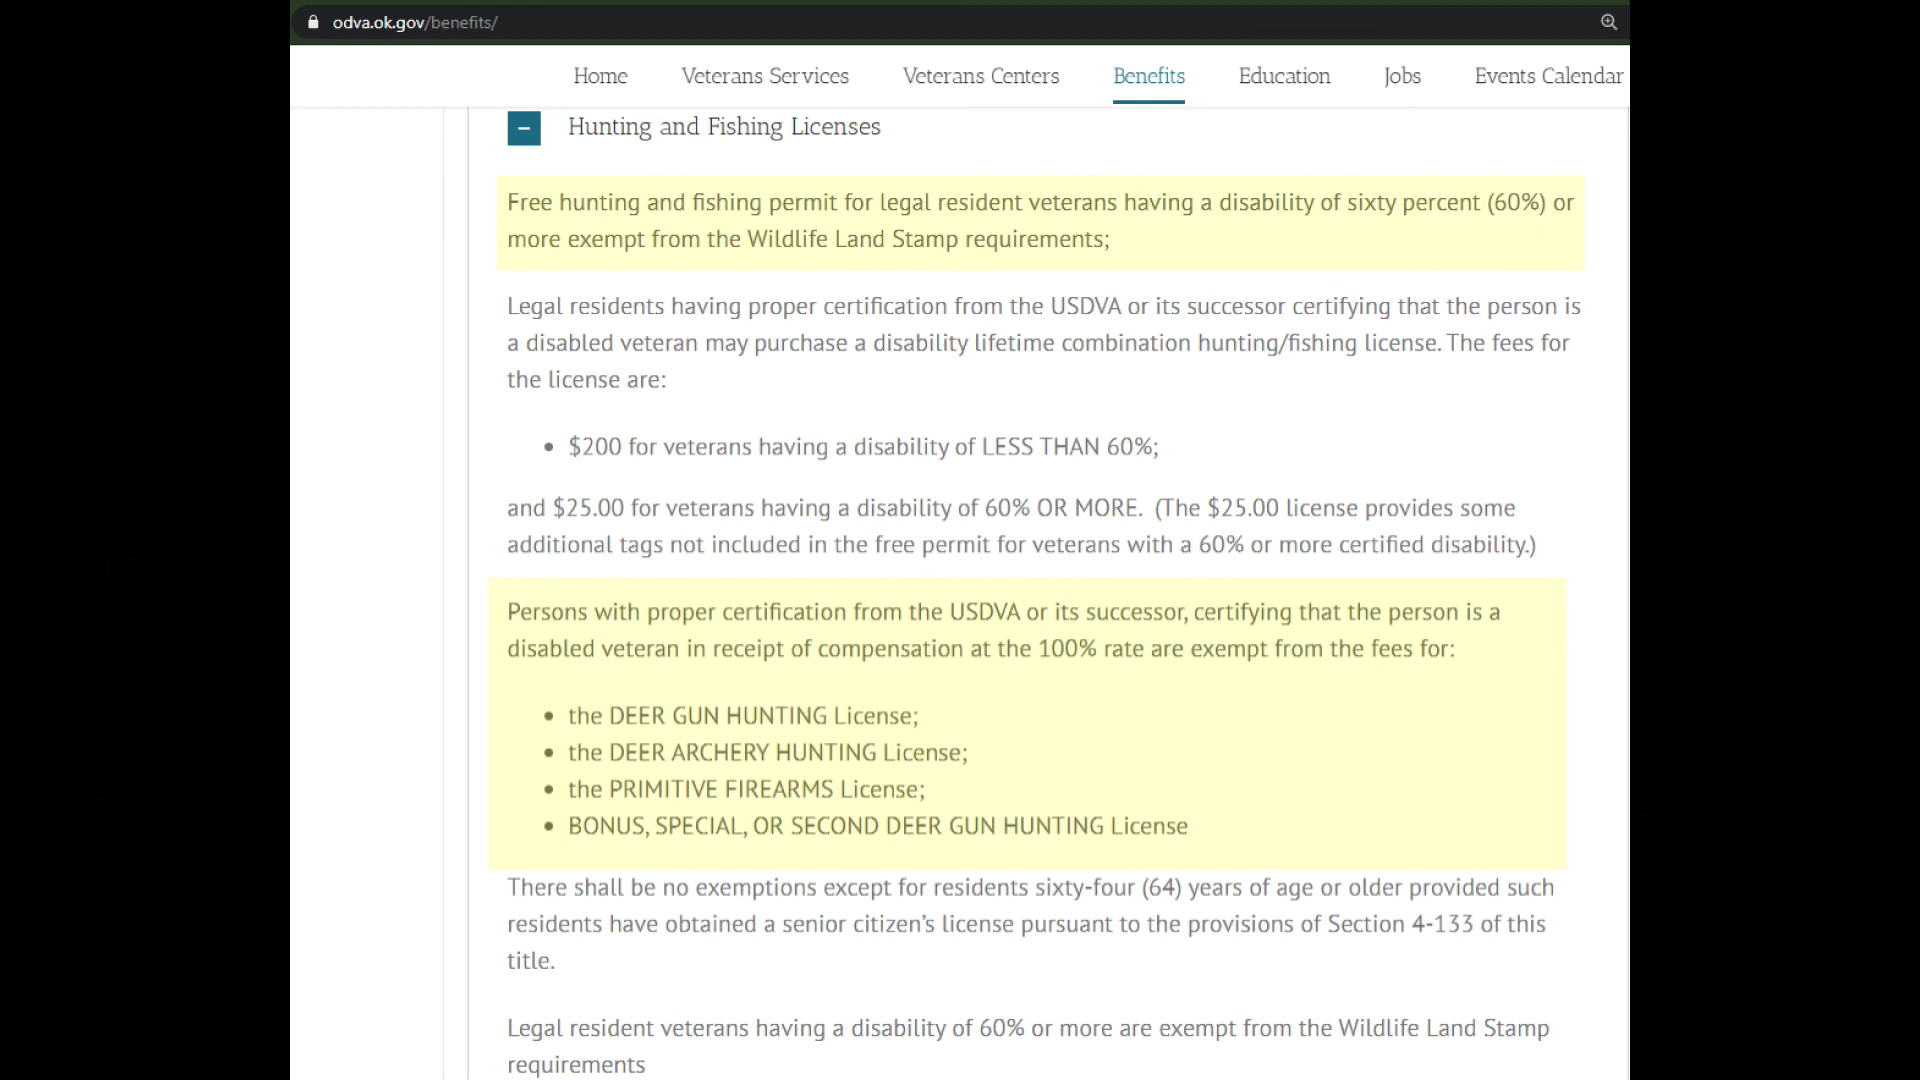 odva.ok.gov/benefits/
Home Veterans Services Veterans Centers Benefits Education Jobs Events Calendar
Hunting and Fishing Licenses
Free hunting and fishing permit for legal resident veterans having a disability of sixty percent (60%) or
more exempt from the Wildlife Land Stamp requirements;
Legal residents having proper certification from the USDVA or its successor certifying that the person is
a disabled veteran may purchase a disability lifetime combination hunting/fishing license. The fees for
the license are:
• $200 for veterans having a disability of LESS THAN 60%;
and $25.00 for veterans having a disability of 60% OR MORE. (The $25.00 license provides some
additional tags not included in the free permit for veterans with a 60% or more certified disability.)
Persons with proper certification from the USDVA or its successor, certifying that the person is a
disabled veteran in receipt of compensation at the 100% rate are exempt from the fees for:
• the DEER GUN HUNTING License;
• the DEER ARCHERY HUNTING License;
• the PRIMITIVE FIREARMS License;
• BONUS, SPECIAL, OR SECOND DEER GUN HUNTING License
There shall be no exemptions except for residents sixty-four (64) years of age or older provided such
residents have obtained a senior citizen’s license pursuant to the provisions of Section 4-133 of this
title.
Legal resident veterans having a disability of 60% or more are exempt from the Wildlife Land Stamp
requirements